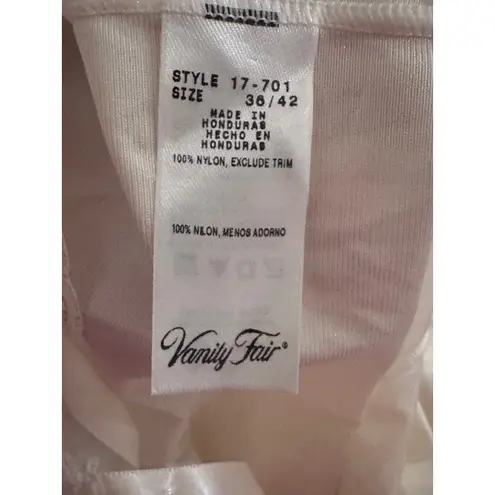 STYLE 17-701
SIZE 36/42
MADE IN
HONDURAS
HECHO EN
HONDURAS
100% NYLON, EXCLUDE TRIM
100% NILON, MENOS ADORNO
Vanity Fair®